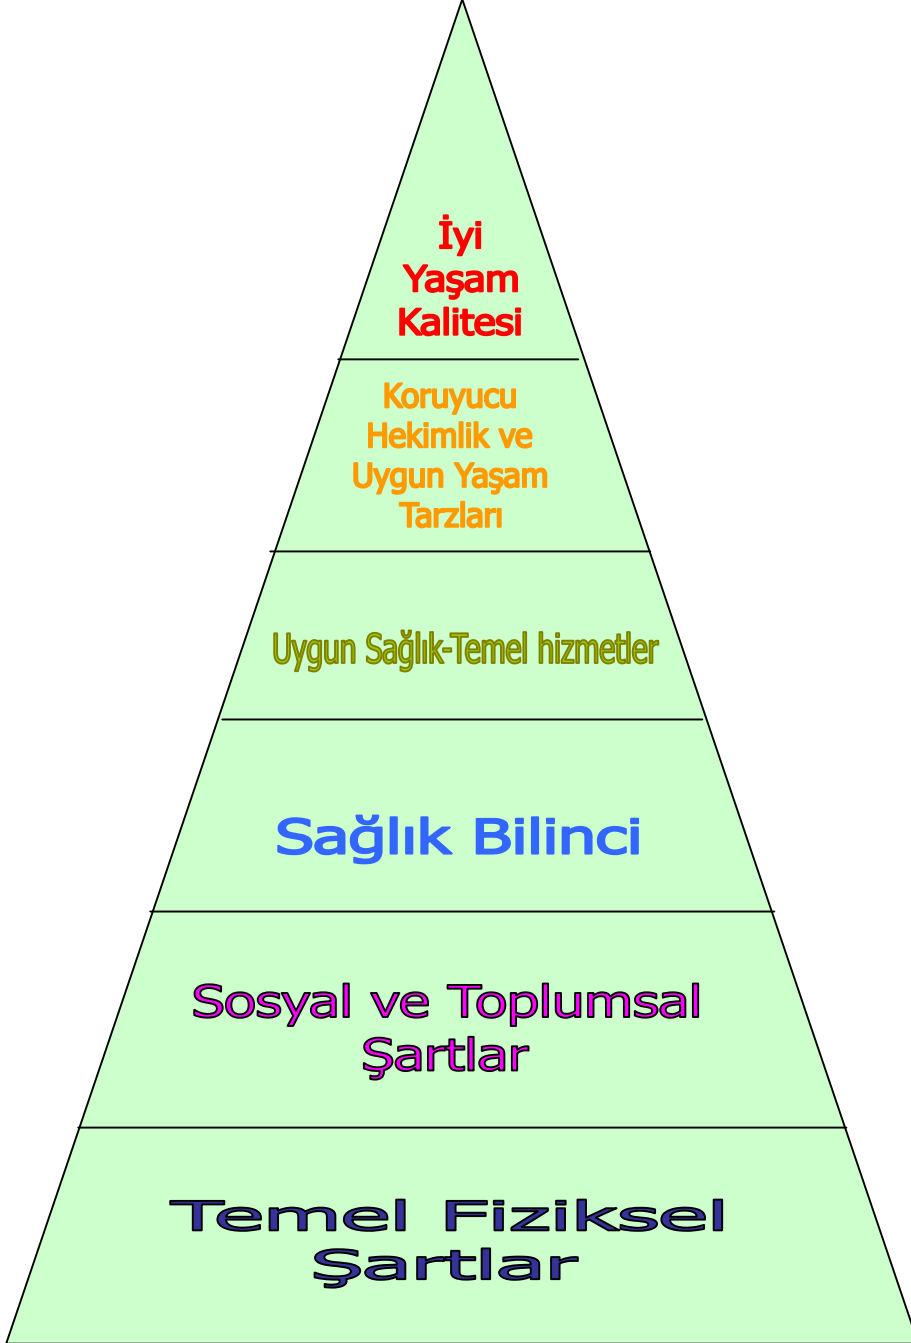 İyi
Yaşam
Kalitesi
Koruyucu
Hekimlik ve
Uygun Yaşam
Tarzları
Uygun Sağlık-Temel hizmetler
Sağlık Bilinci
Sosyal ve Toplumsal
Şartlar
Temel Fiziksel
Şartlar